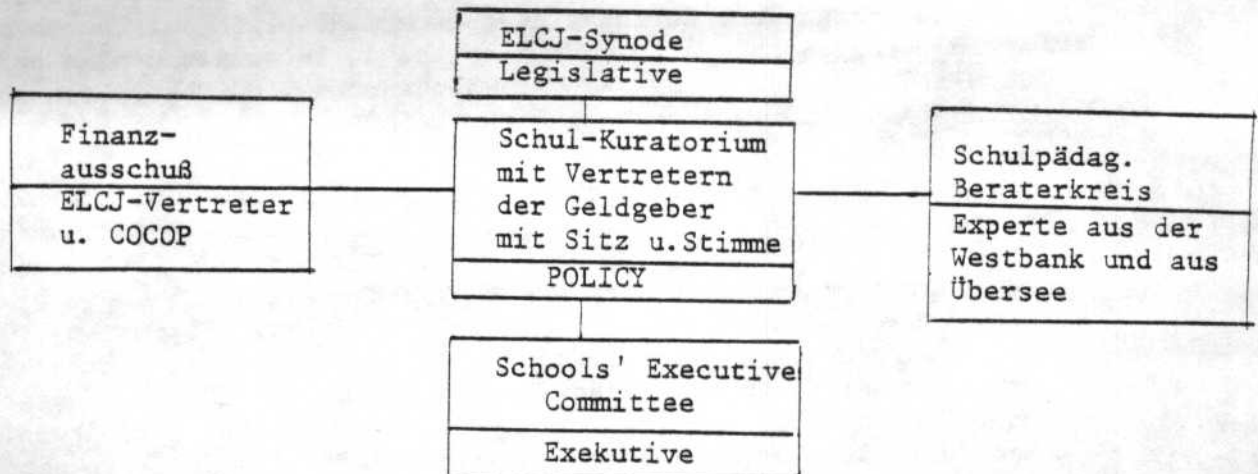 ELCJ-Synode
Legislative
Finanz-
ausschuß
ELCJ-Vertreter
u. COCOP
Schul-Kuratorium
mit Vertretern
der Geldgeber
mit Sitz u.Stimme
POLICY
Schulpädag.
Beraterkreis
Experte aus der
Westbank und aus
Übersee
Schools' Executive
Committee
Exekutive